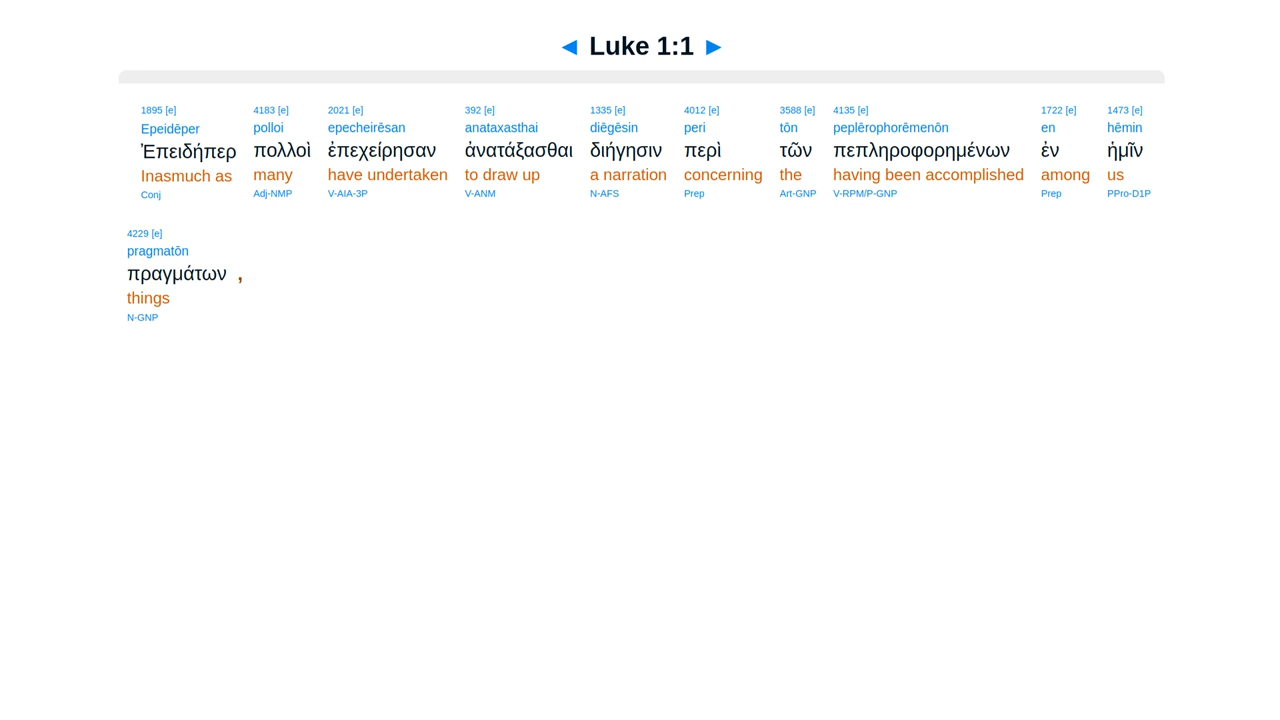 ◄ Luke 1:1 ►
1895 [e] 4183 [e] 2021 [e] 392 [e] 1335 [e] 4012 [e] 3588 [e] 4135 [e] 1722 [e] 1473 [e]
Epeidēper polloi epecheirēsan anataxasthai diēgēsin peri tōn peplērophorēmenōn en hēmin
Ἐπειδήπερ πολλοὶ ἐπεχείρησαν ἀνατάξασθαι διήγησιν περὶ τῶν πεπληροφορημένων ἐν ἡμῖν
Inasmuch as many have undertaken to draw up a narration concerning the having been accomplished among us
Conj Adj-NMP V-AIA-3P V-ANM N-AFS Prep Art-GNP V-RPM/P-GNP Prep PPro-D1P
4229 [e]
pragmatōn
πραγμάτων ,
things
N-GNP